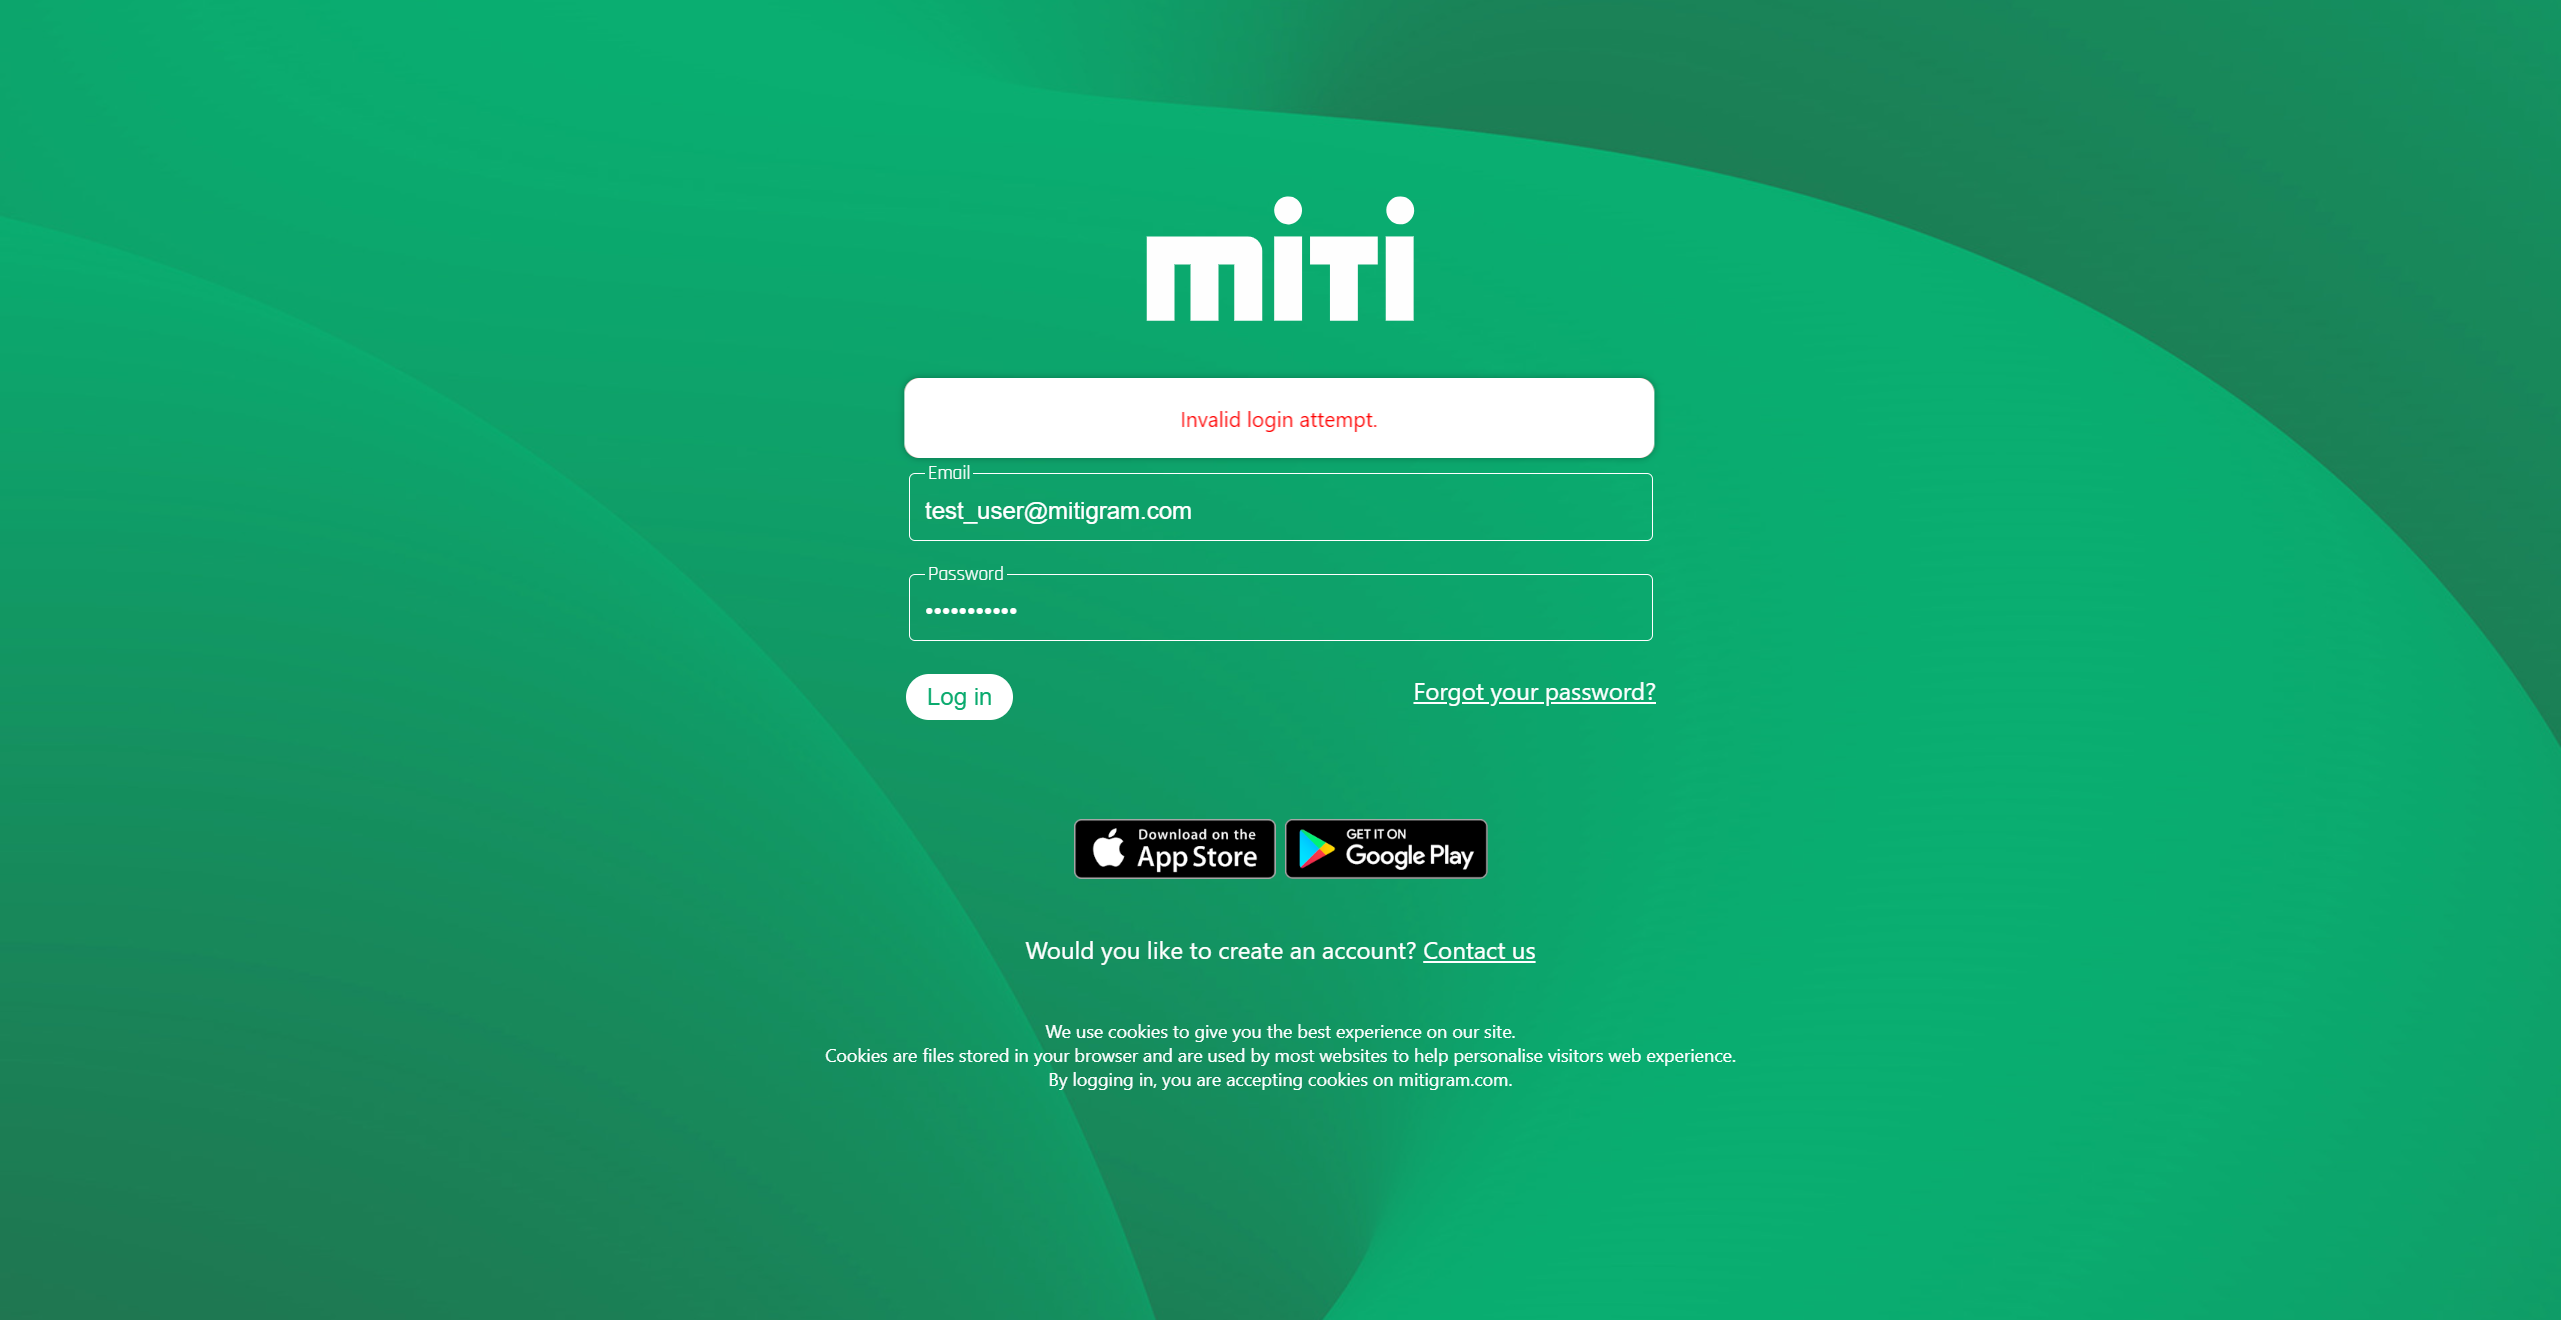 miTi
Invalid login attempt.
Email
test_user@mitigram.com
Password
•••••••••••
Log in
Forgot your password?
Download on the
App Store
GET IT ON
Google Play
Would you like to create an account? Contact us
We use cookies to give you the best experience on our site.
Cookies are files stored in your browser and are used by most websites to help personalise visitors web experience.
By logging in, you are accepting cookies on mitigram.com.